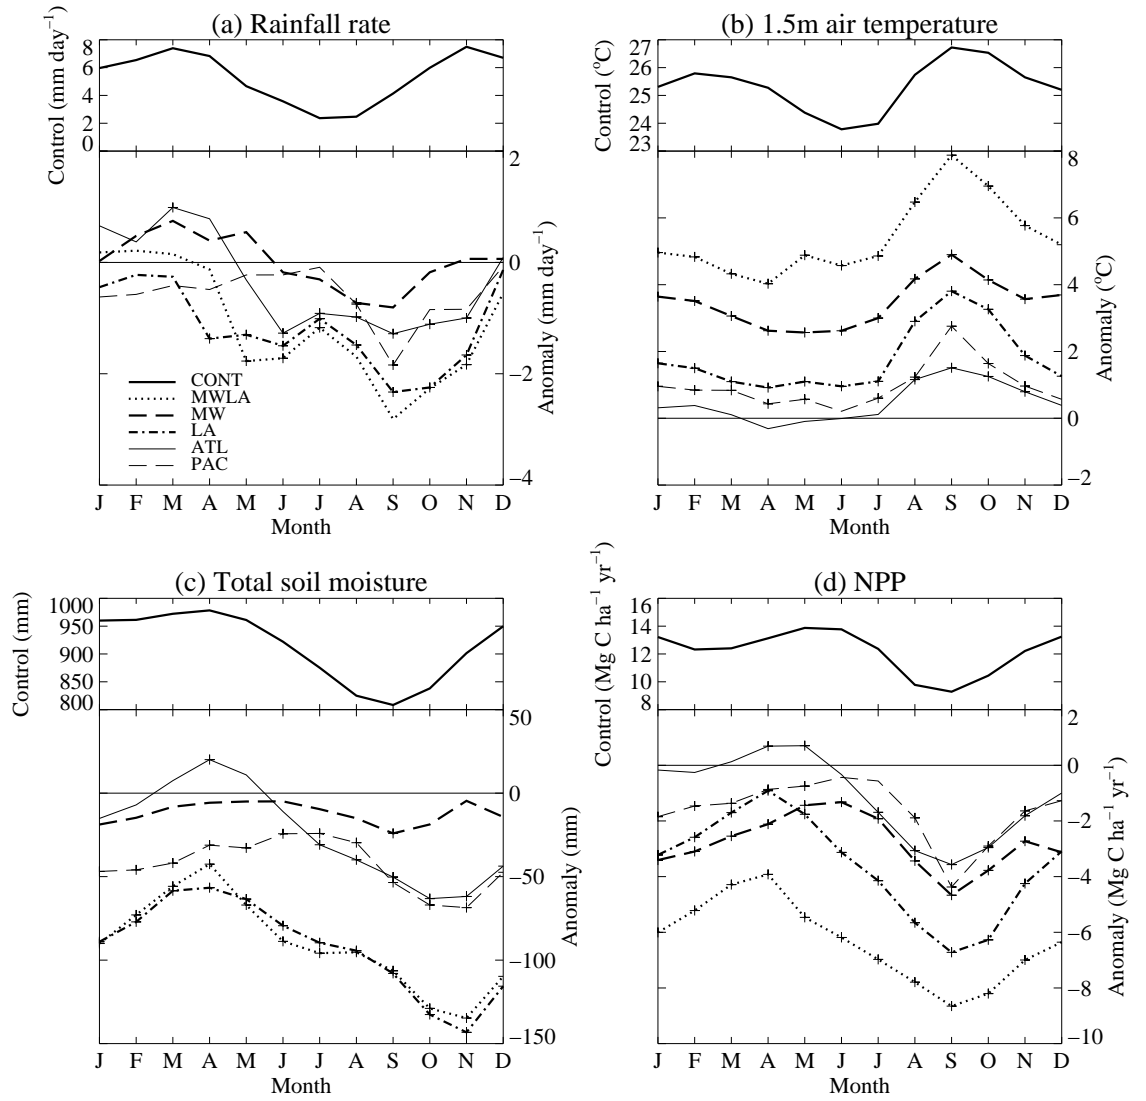 (a) Rainfall rate
Control (mm day⁻¹)
8
6
4
2
0
2
0
−2
−4
Anomaly (mm day⁻¹)
CONT
MWLA
MW
LA
ATL
PAC
J F M A M J J A S O N D
Month
(b) 1.5m air temperature
Control (°C)
27
26
25
24
23
8
6
4
2
0
−2
Anomaly (°C)
J F M A M J J A S O N D
Month
(c) Total soil moisture
Control (mm)
1000
950
900
850
800
50
0
−50
−100
−150
Anomaly (mm)
J F M A M J J A S O N D
Month
(d) NPP
Control (Mg C ha⁻¹ yr⁻¹)
16
14
12
10
8
2
0
−2
−4
−6
−8
−10
Anomaly (Mg C ha⁻¹ yr⁻¹)
J F M A M J J A S O N D
Month